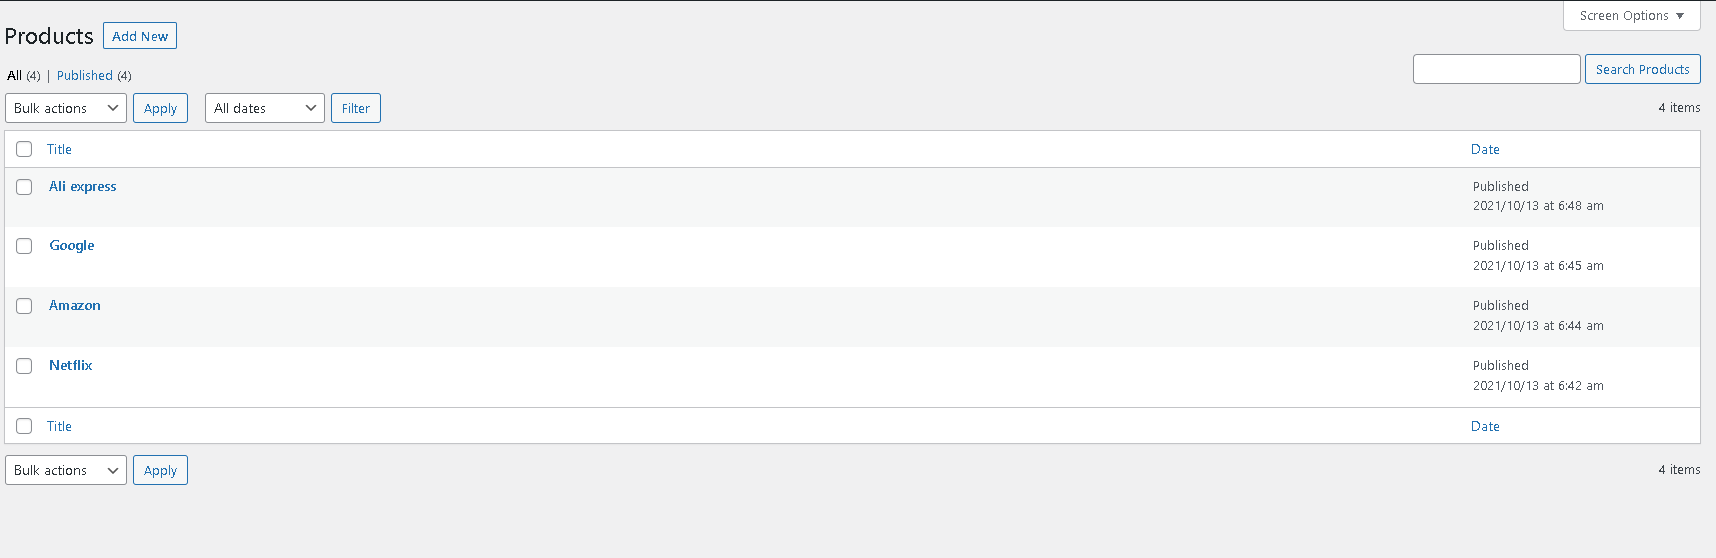 Screen Options ▼
Products Add New
All (4) | Published (4)
Search Products
Bulk actions Apply All dates Filter 4 items
Title Date
Ali express Published
2021/10/13 at 6:48 am
Google Published
2021/10/13 at 6:45 am
Amazon Published
2021/10/13 at 6:44 am
Netflix Published
2021/10/13 at 6:42 am
Title Date
Bulk actions Apply 4 items